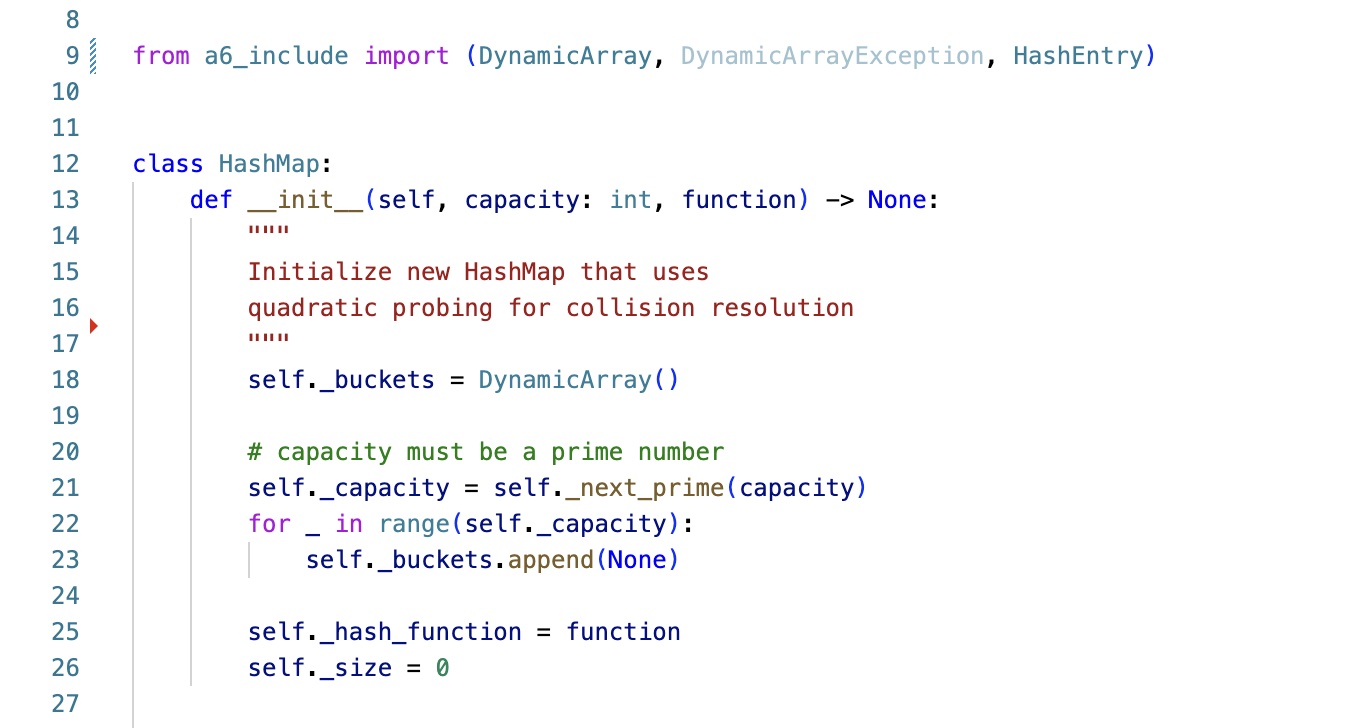 8
9 from a6_include import (DynamicArray, DynamicArrayException, HashEntry)
10
11
12 class HashMap:
13     def __init__(self, capacity: int, function) -> None:
14         """
15         Initialize new HashMap that uses
16         quadratic probing for collision resolution
17         """
18         self._buckets = DynamicArray()
19
20         # capacity must be a prime number
21         self._capacity = self._next_prime(capacity)
22         for _ in range(self._capacity):
23             self._buckets.append(None)
24
25         self._hash_function = function
26         self._size = 0
27